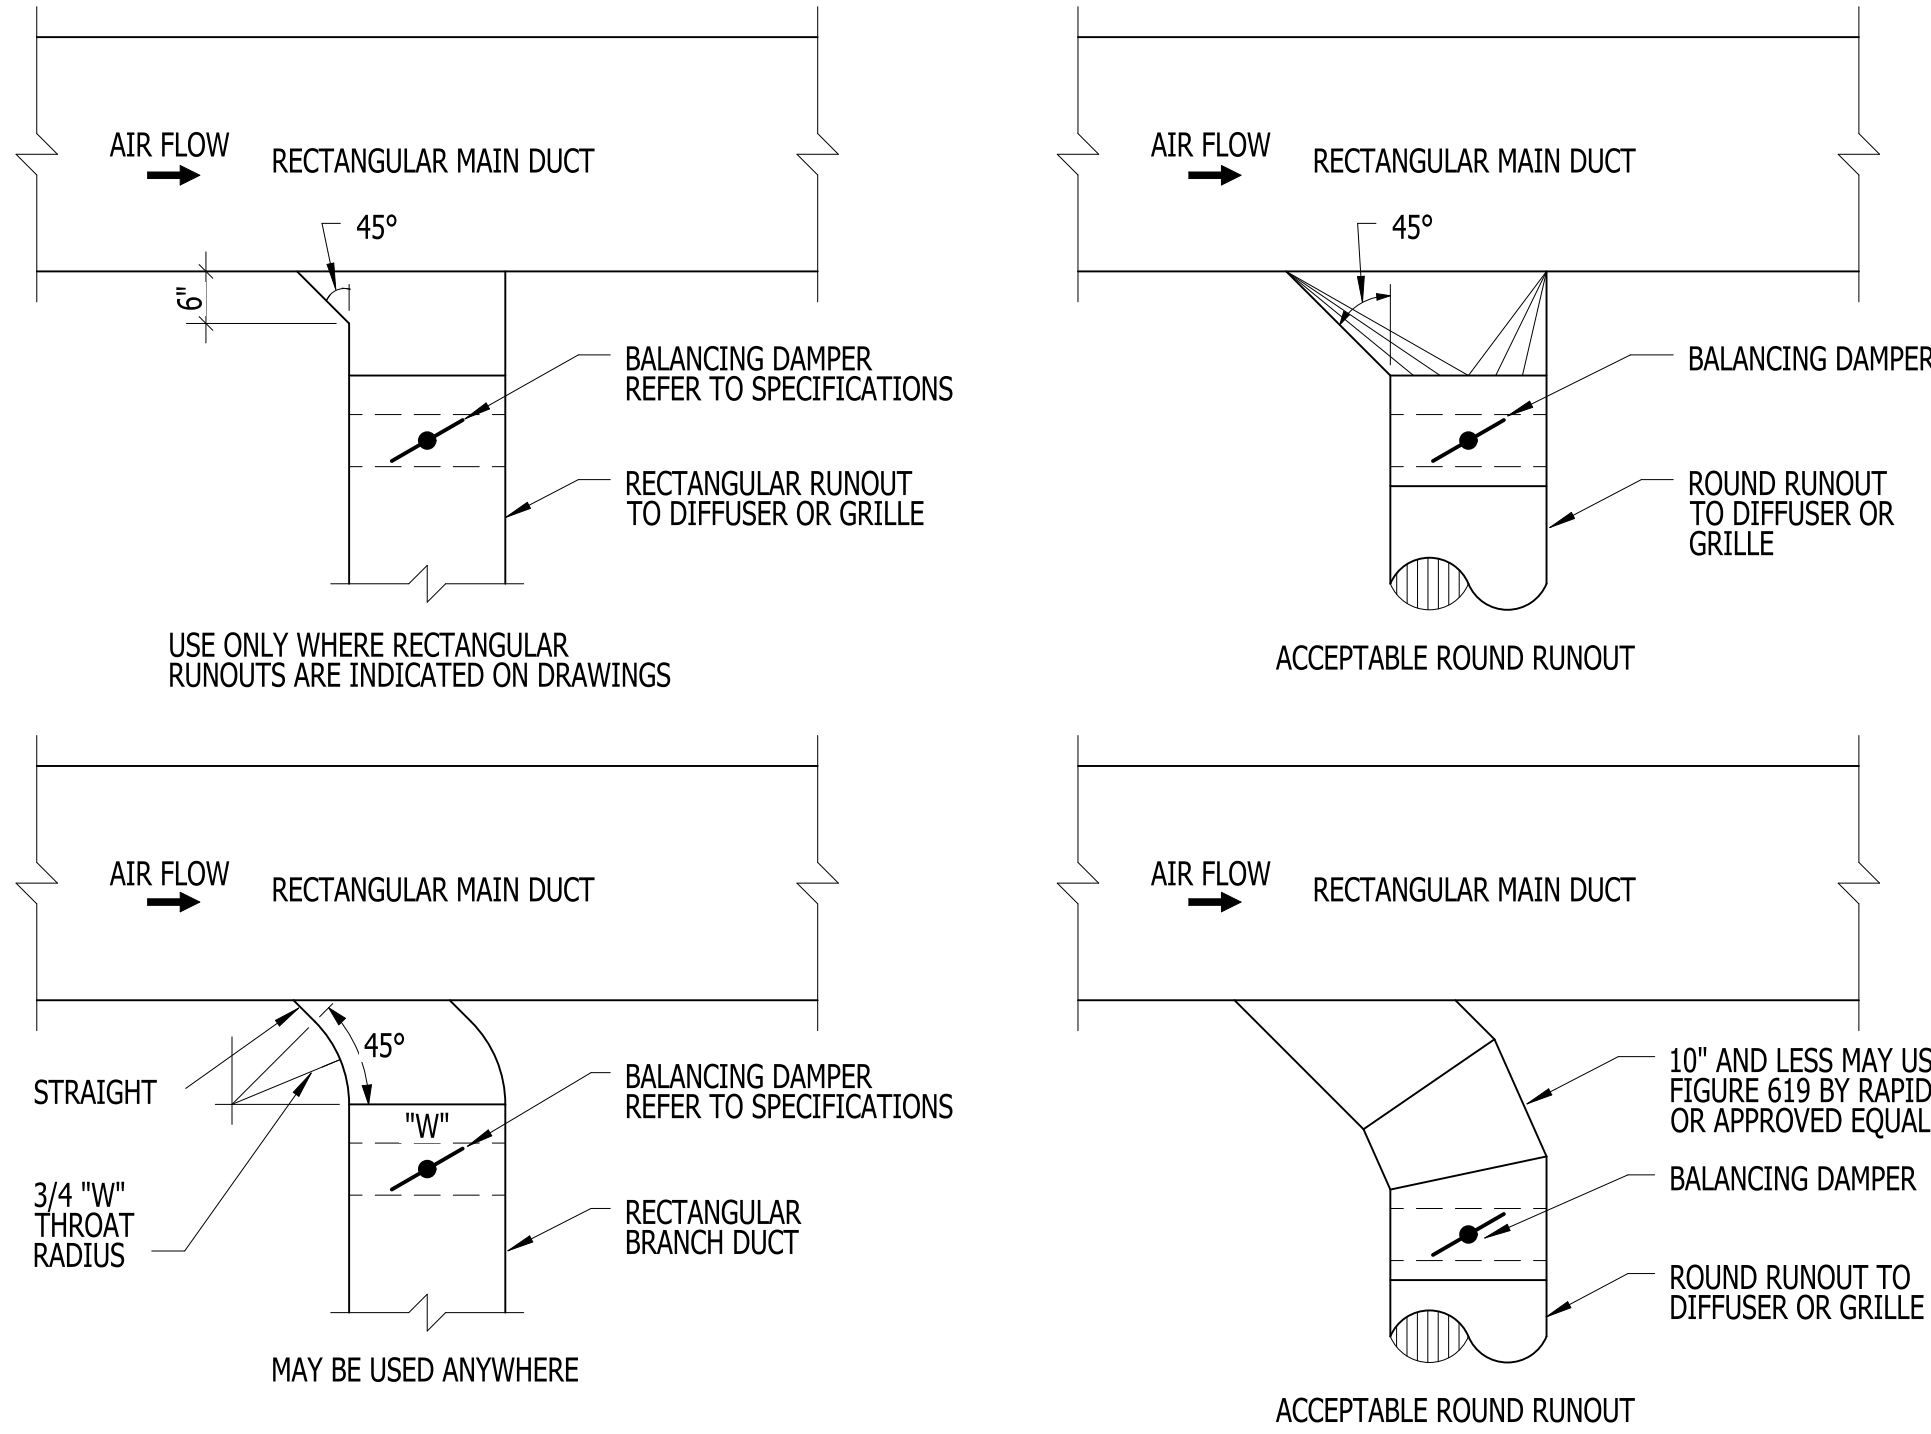 AIR FLOW
RECTANGULAR MAIN DUCT
45°
6"
BALANCING DAMPER
REFER TO SPECIFICATIONS
RECTANGULAR RUNOUT
TO DIFFUSER OR GRILLE
USE ONLY WHERE RECTANGULAR
RUNOUTS ARE INDICATED ON DRAWINGS
AIR FLOW
RECTANGULAR MAIN DUCT
45°
BALANCING DAMPER
ROUND RUNOUT
TO DIFFUSER OR
GRILLE
ACCEPTABLE ROUND RUNOUT
AIR FLOW
RECTANGULAR MAIN DUCT
45°
STRAIGHT
"W"
3/4 "W"
THROAT
RADIUS
BALANCING DAMPER
REFER TO SPECIFICATIONS
RECTANGULAR
BRANCH DUCT
MAY BE USED ANYWHERE
AIR FLOW
RECTANGULAR MAIN DUCT
10" AND LESS MAY
FIGURE 619 BY RAPID
OR APPROVED EQUAL
BALANCING DAMPER
ROUND RUNOUT TO
DIFFUSER OR GRILLE
ACCEPTABLE ROUND RUNOUT